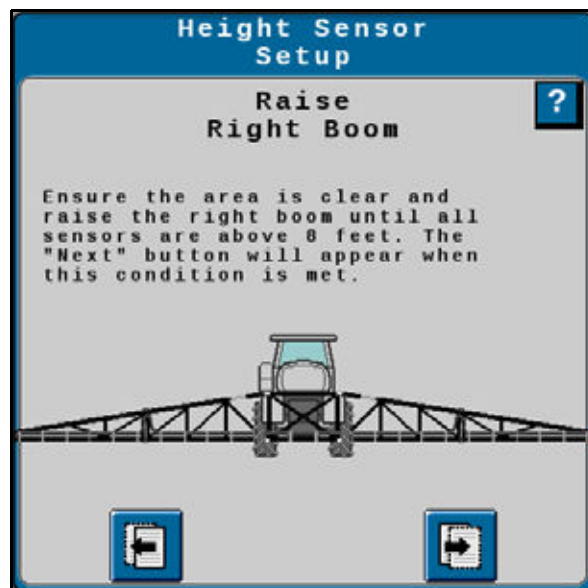 Height Sensor
Setup
Raise
Right Boom
?
Ensure the area is clear and
raise the right boom until all
sensors are above 8 feet. The
"Next" button will appear when
this condition is met.